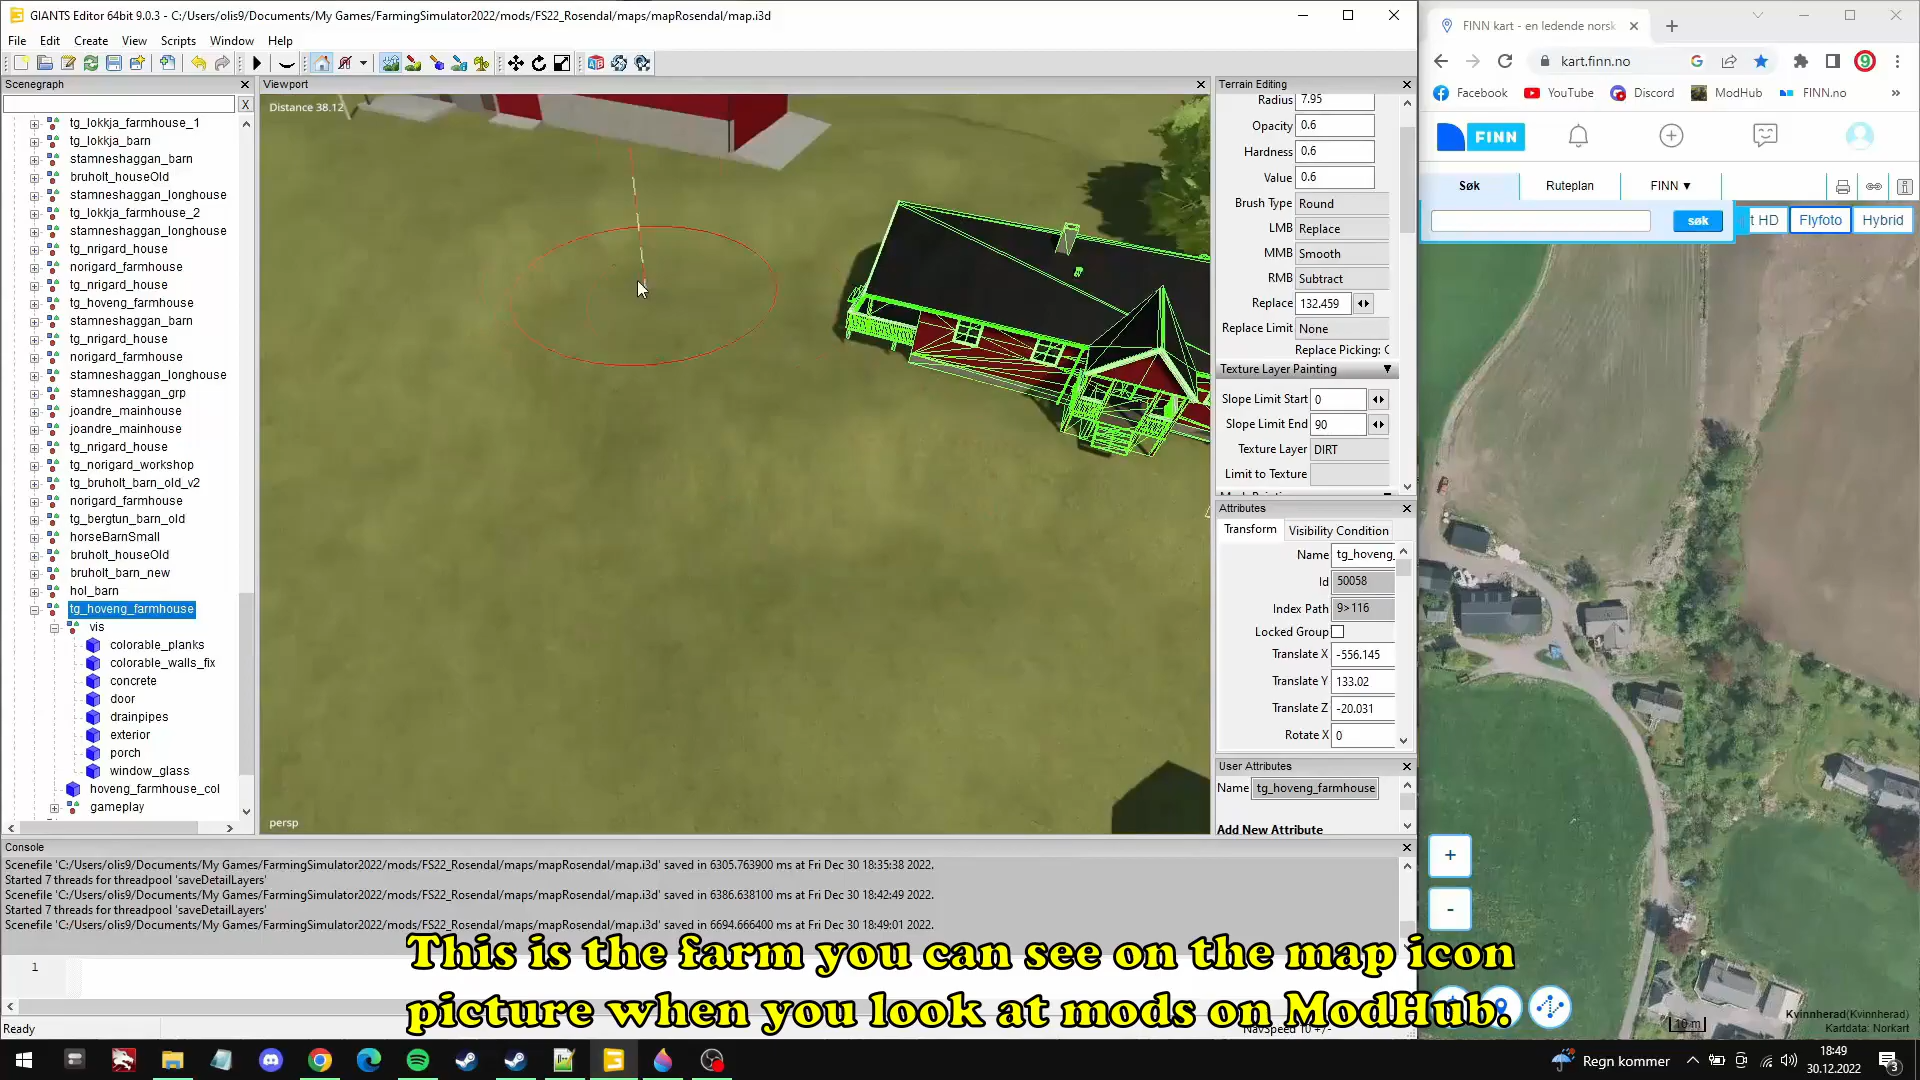 GIANTS Editor 64bit 9.0.3 - C:/Users/olis9/Documents/My Games/FarmingSimulator2022/mods/FS22_Rosendal/maps/mapRosendal/map.i3d
File Edit Create View Scripts Window Help
Scenegraph
X
tg_lokkja_farmhouse_1
tg_lokkja_barn
stamneshaggan_barn
bruholt_houseOld
stamneshaggan_longhouse
tg_lokkja_farmhouse_2
stamneshaggan_longhouse
tg_nrigard_house
norigard_farmhouse
tg_nrigard_house
tg_hoveng_farmhouse
stamneshaggan_barn
tg_nrigard_house
norigard_farmhouse
stamneshaggan_longhouse
stamneshaggan_grp
joandre_mainhouse
joandre_mainhouse
tg_nrigard_house
tg_norigard_workshop
tg_bruholt_barn_old_v2
norigard_farmhouse
tg_bergtun_barn_old
horseBarnSmall
bruholt_houseOld
bruholt_barn_new
hol_barn
tg_hoveng_farmhouse
vis
colorable_planks
colorable_walls_fix
concrete
door
drainpipes
exterior
porch
window_glass
hoveng_farmhouse_col
gameplay
Viewport
Distance 38.12
persp
Terrain Editing
Radius 7.95
Opacity 0.6
Hardness 0.6
Value 0.6
Brush Type Round
LMB Replace
MMB Smooth
RMB Subtract
Replace 132.459
Replace Limit None
Replace Picking: C
Texture Layer Painting
Slope Limit Start 0
Slope Limit End 90
Texture Layer DIRT
Limit to Texture
Attributes
Transform Visibility Condition
Name tg_hoveng_
Id 50058
Index Path 9>116
Locked Group
Translate X -556.145
Translate Y 133.02
Translate Z -20.031
Rotate X 0
User Attributes
Name tg_hoveng_farmhouse
Add New Attribute
Console
Scenefile 'C:/Users/olis9/Documents/My Games/FarmingSimulator2022/mods/FS22_Rosendal/maps/mapRosendal/map.i3d' saved in 6305.763900 ms at Fri Dec 30 18:35:38 2022.
Started 7 threads for threadpool 'saveDetailLayers'
Scenefile 'C:/Users/olis9/Documents/My Games/FarmingSimulator2022/mods/FS22_Rosendal/maps/mapRosendal/map.i3d' saved in 6386.638100 ms at Fri Dec 30 18:42:49 2022.
Started 7 threads for threadpool 'saveDetailLayers'
Scenefile 'C:/Users/olis9/Documents/My Games/FarmingSimulator2022/mods/FS22_Rosendal/maps/mapRosendal/map.i3d' saved in 6694.666400 ms at Fri Dec 30 18:49:01 2022.
1
This is the farm you can see on the map icon
picture when you look at mods on ModHub.
Ready
NavSpeed 10 +/-
FINN kart - en ledende norsk
kart.finn.no
Facebook YouTube Discord ModHub FINN.no »
FINN
Søk Ruteplan FINN ▼
søk
t HD Flyfoto Hybrid
+
-
10 m
Kvinnherad(Kvinnherad)
Kartdata: Norkart
Regn kommer
18:49
30.12.2022
3